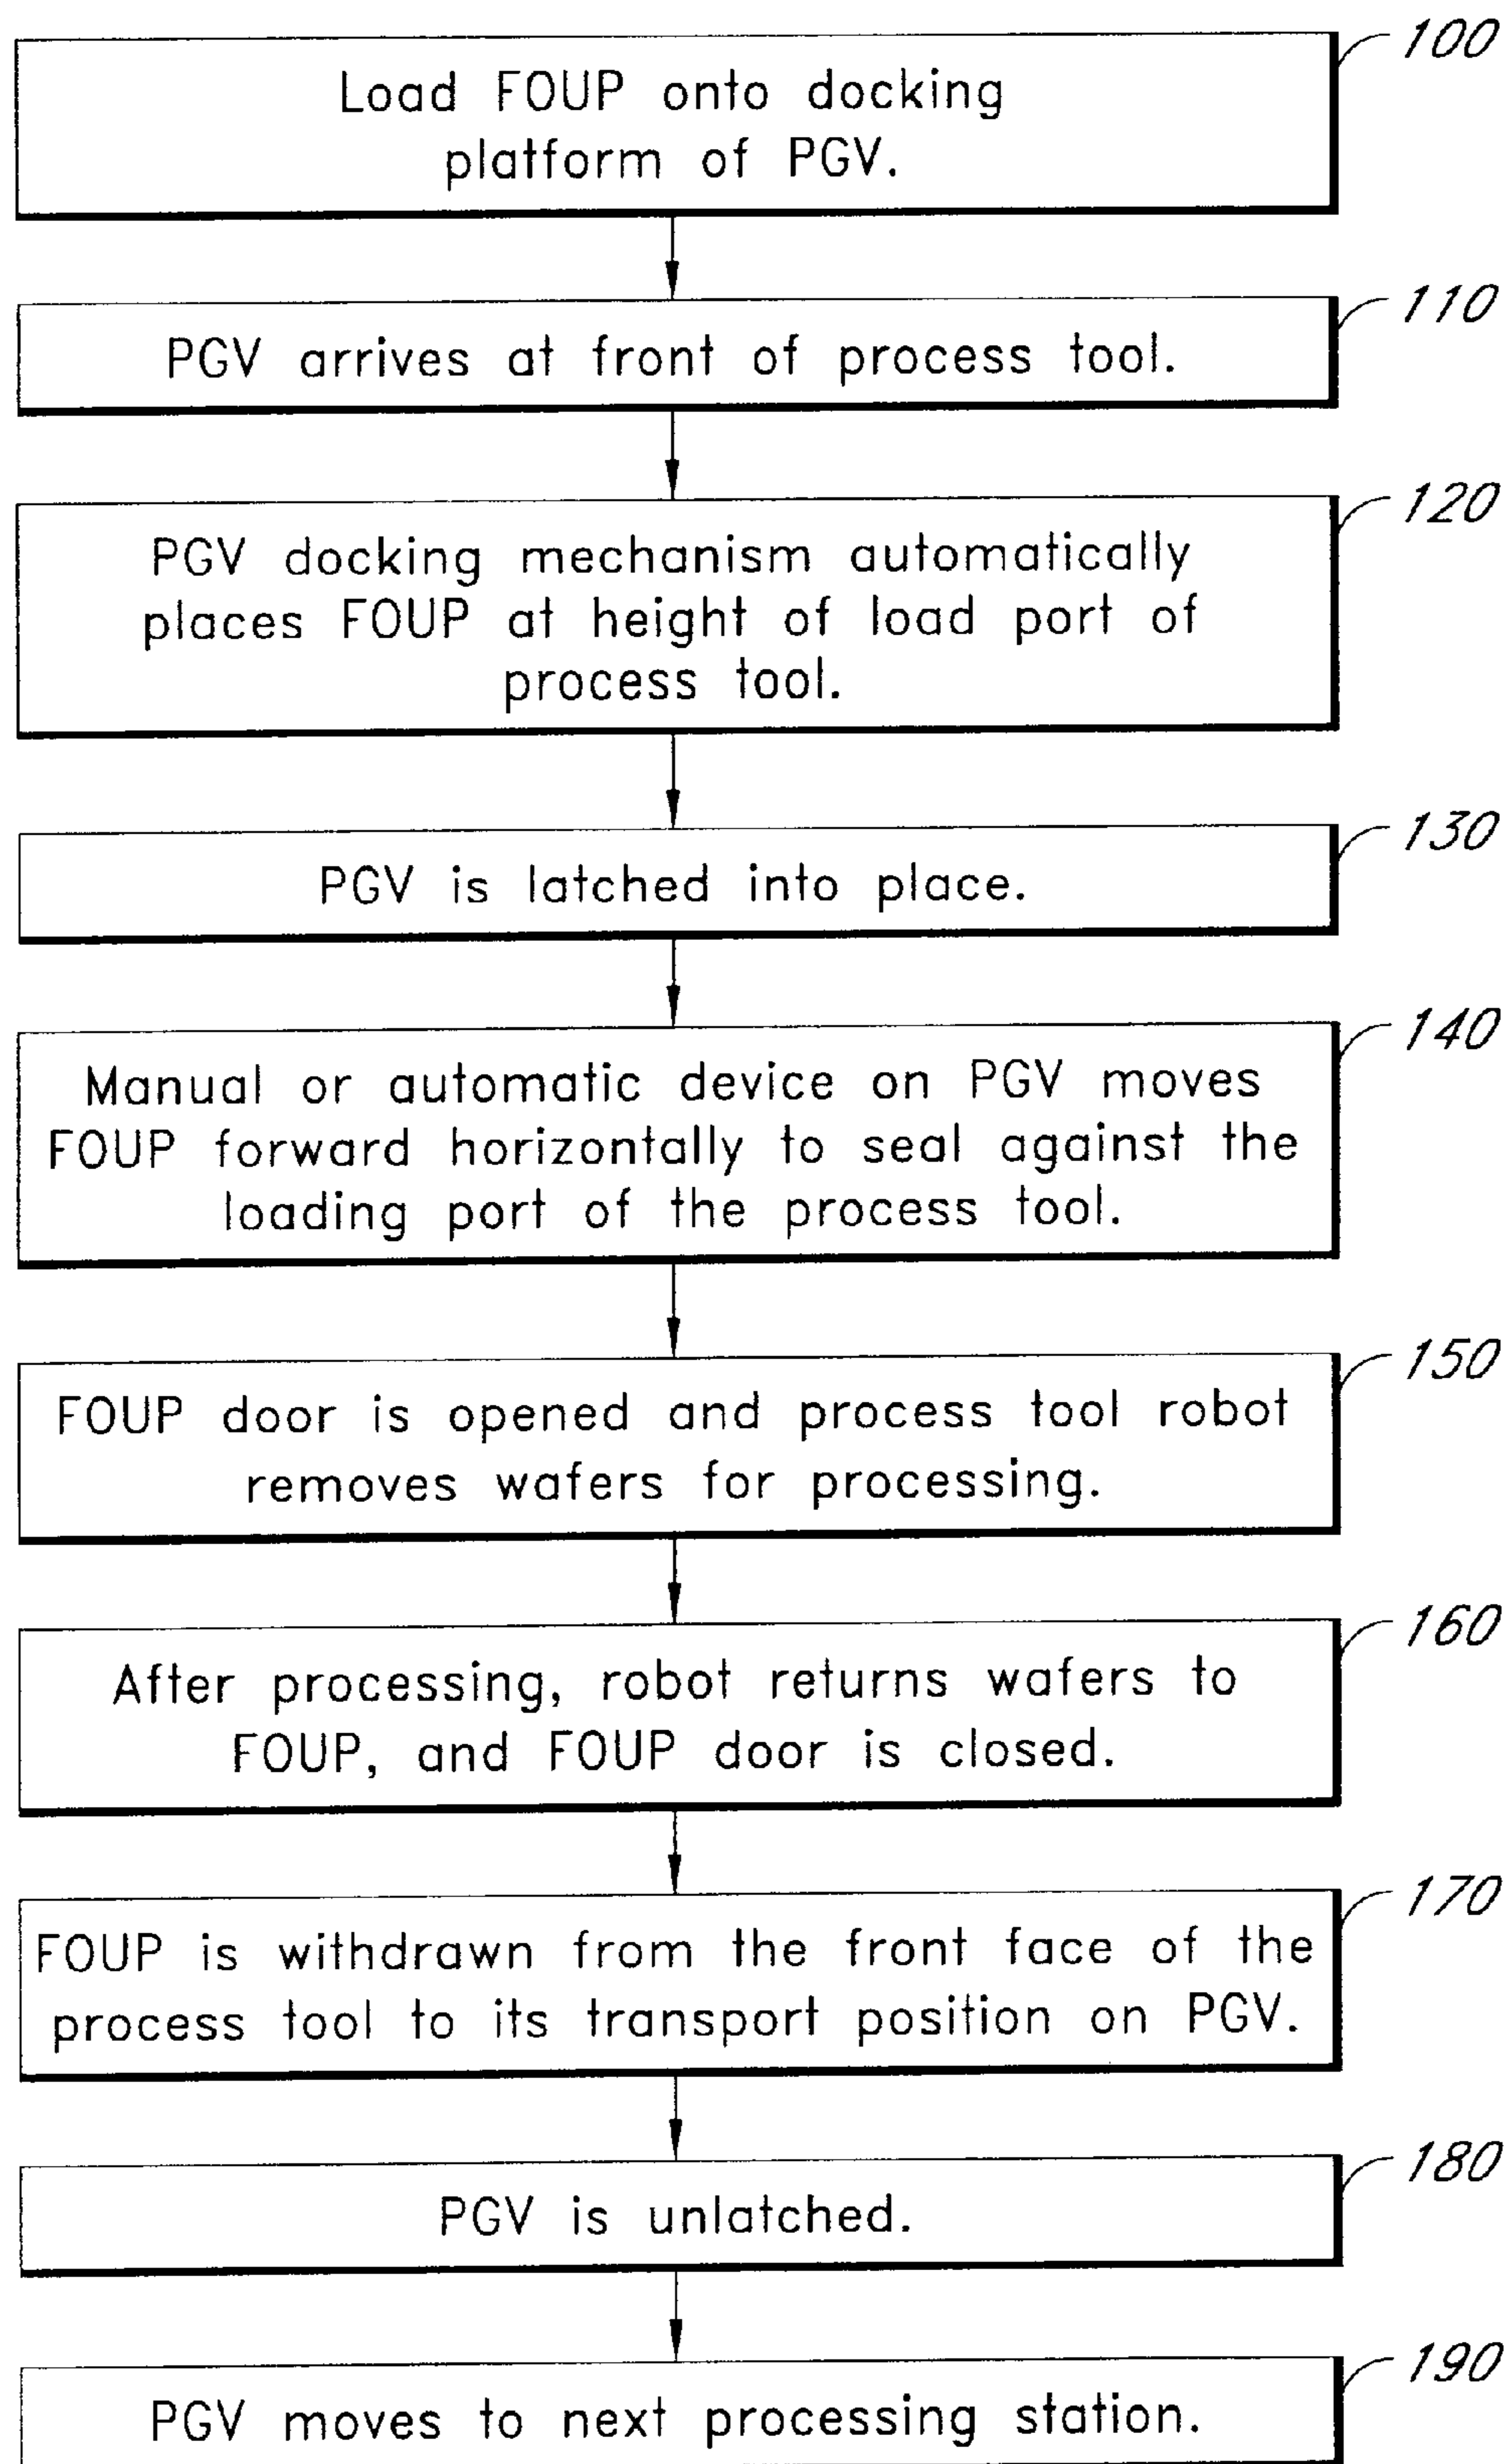 100
Load FOUP onto docking
platform of PGV.
110
PGV arrives at front of process tool.
120
PGV docking mechanism automatically
places FOUP at height of load port of
process tool.
130
PGV is latched into place.
140
Manual or automatic device on PGV moves
FOUP forward horizontally to seal against the
loading port of the process tool.
150
FOUP door is opened and process tool robot
removes wafers for processing.
160
After processing, robot returns wafers to
FOUP, and FOUP door is closed.
170
FOUP is withdrawn from the front face of the
process tool to its transport position on PGV.
180
PGV is unlatched.
190
PGV moves to next processing station.